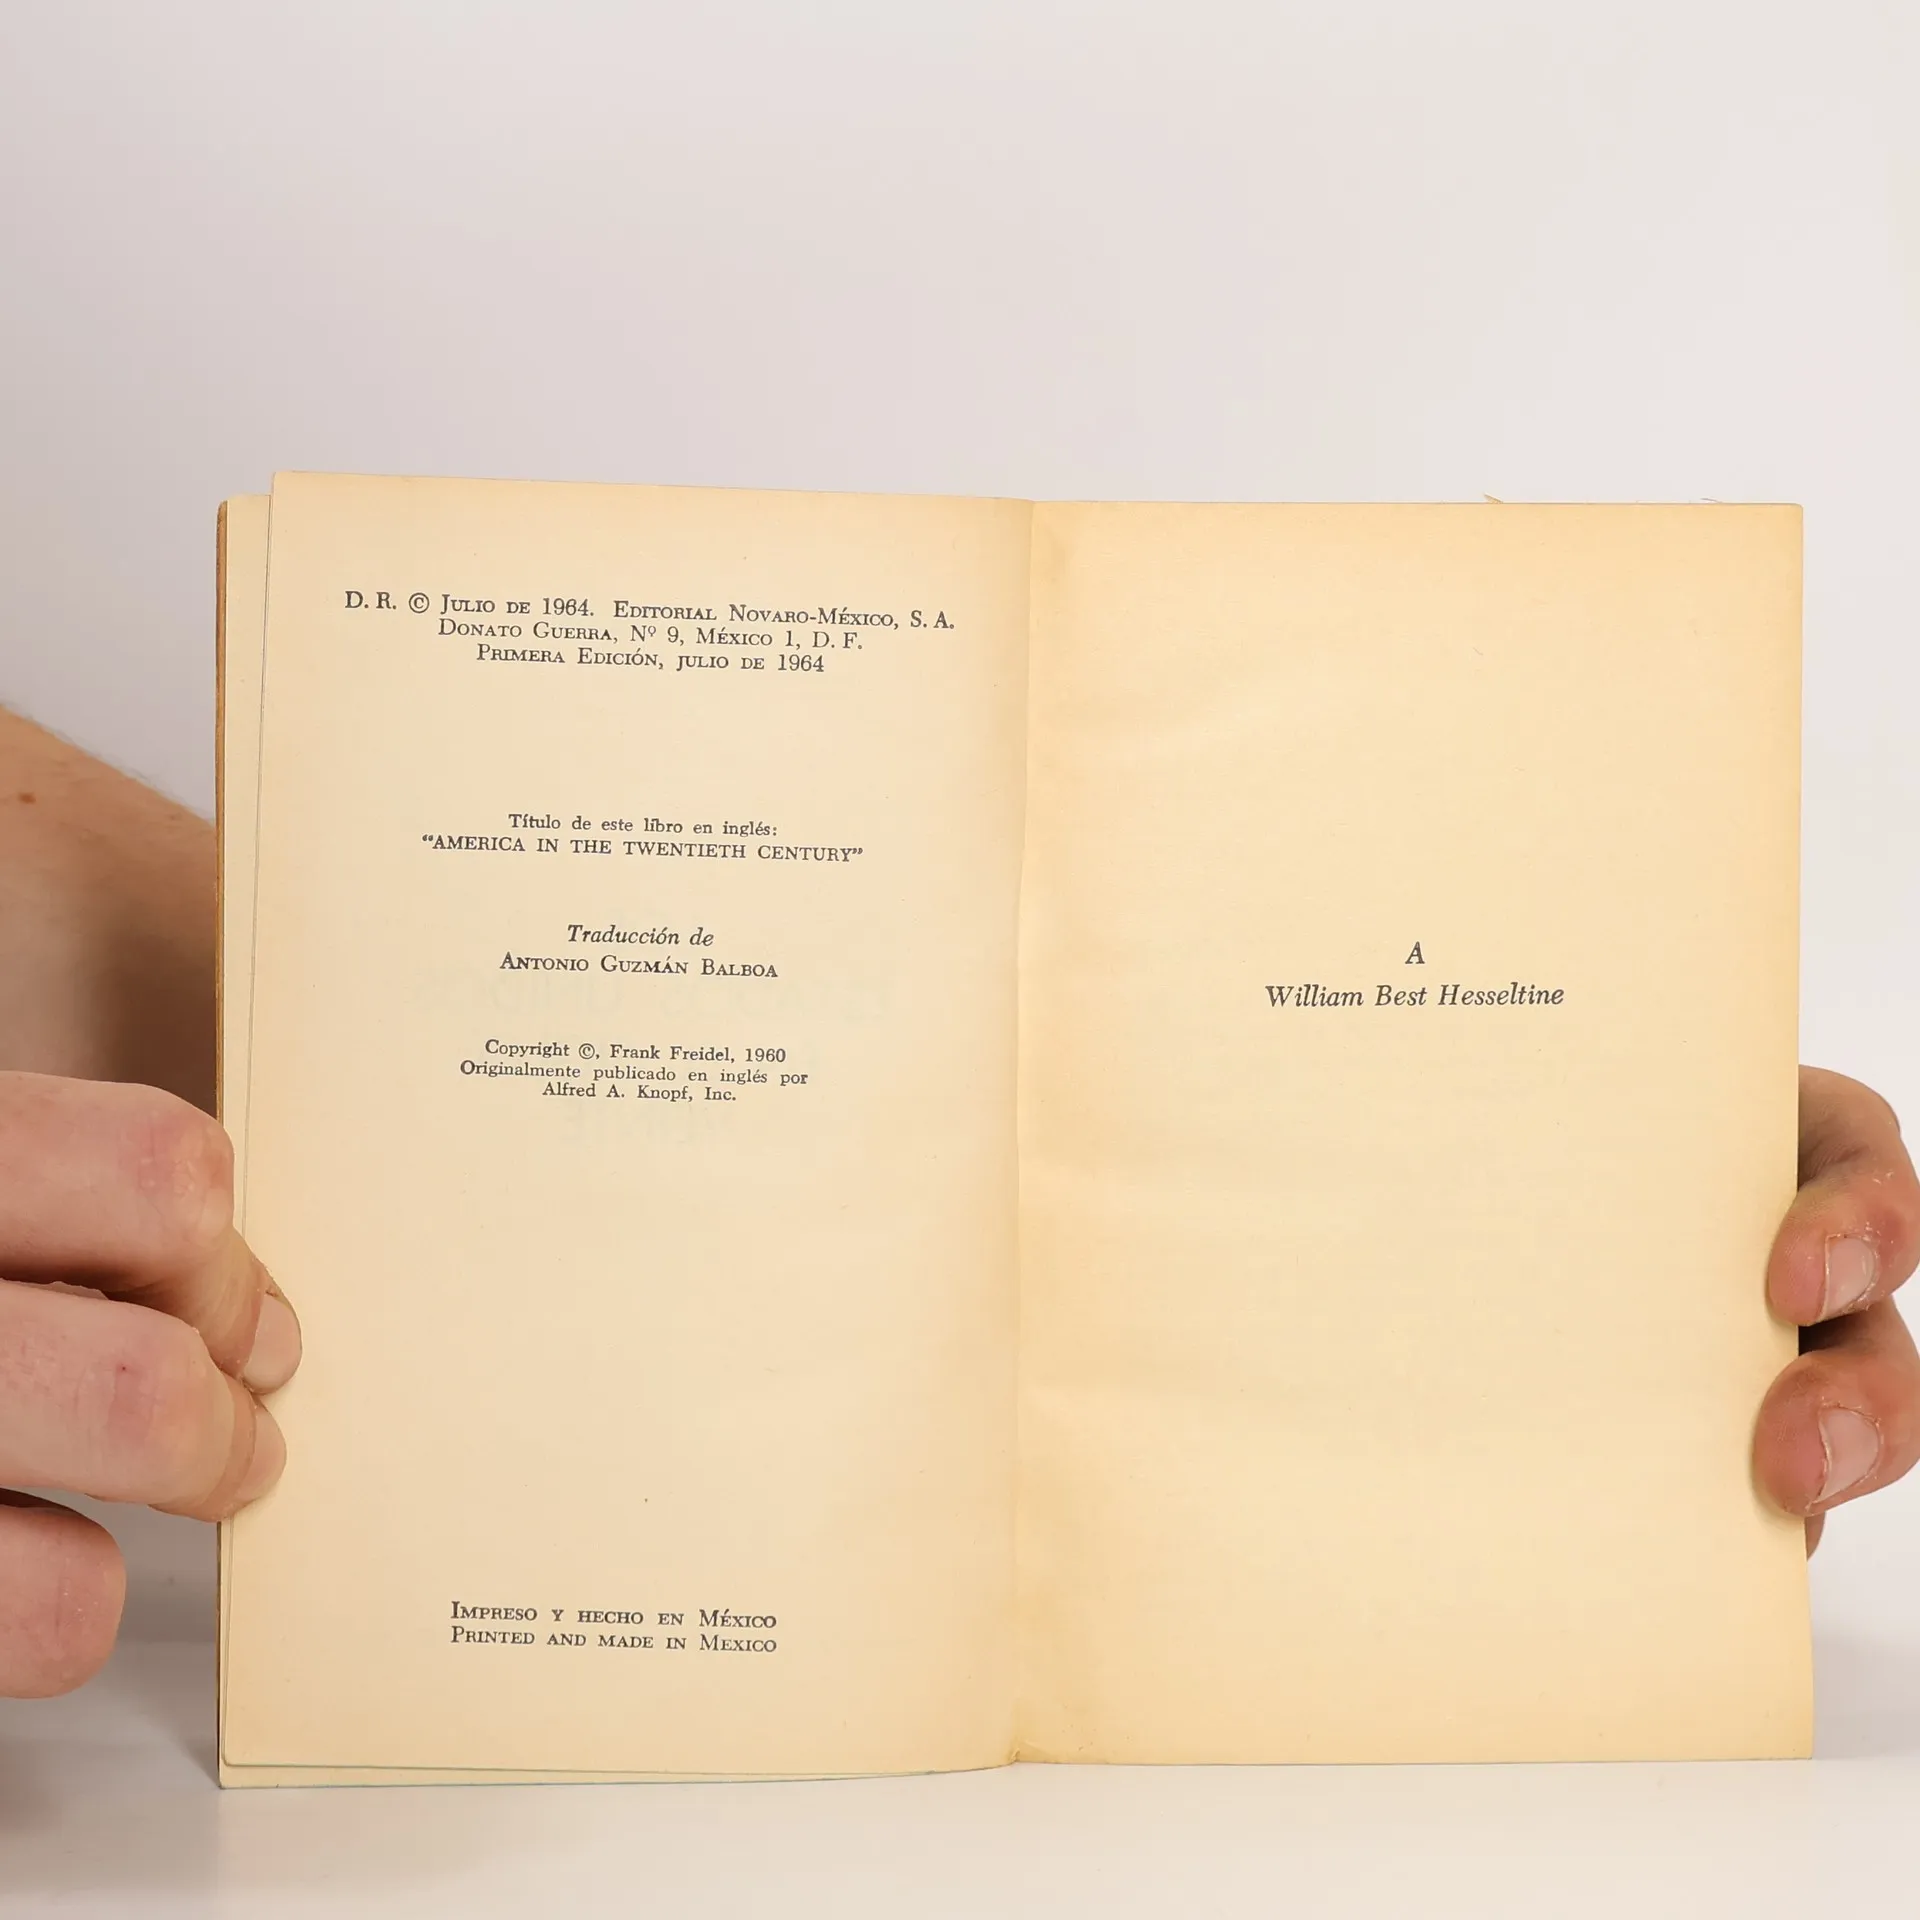 D. R. © Julio de 1964. Editorial Novaro-México, S. A.
Donato Guerra, Nº 9, México 1, D. F.
Primera Edición, julio de 1964
Título de este libro en inglés:
“AMERICA IN THE TWENTIETH CENTURY”
Traducción de
Antonio Guzmán Balboa
Copyright ©, Frank Freidel, 1960
Originalmente publicado en inglés por
Alfred A. Knopf, Inc.
Impreso y hecho en México
Printed and made in Mexico
A
William Best Hesseltine